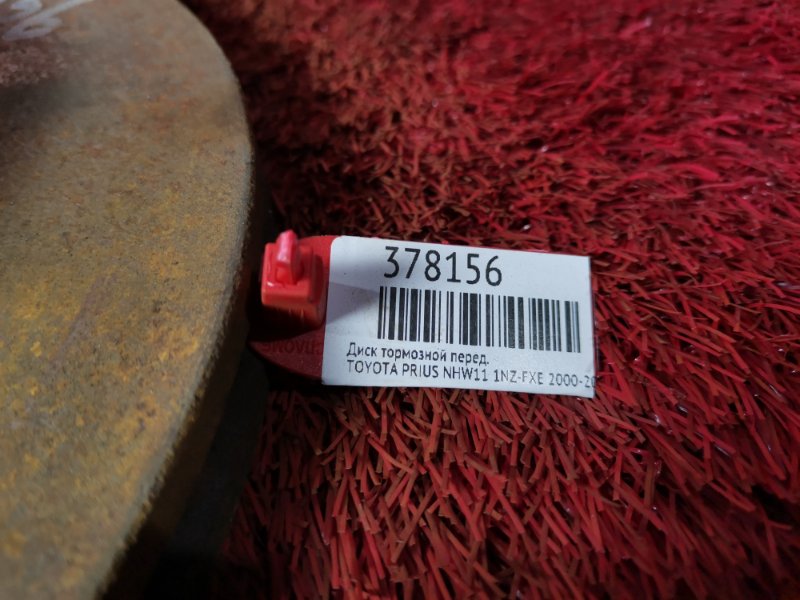 378156
Диск тормозной перед.
TOYOTA PRIUS NHW11 1NZ-FXE 2000-20